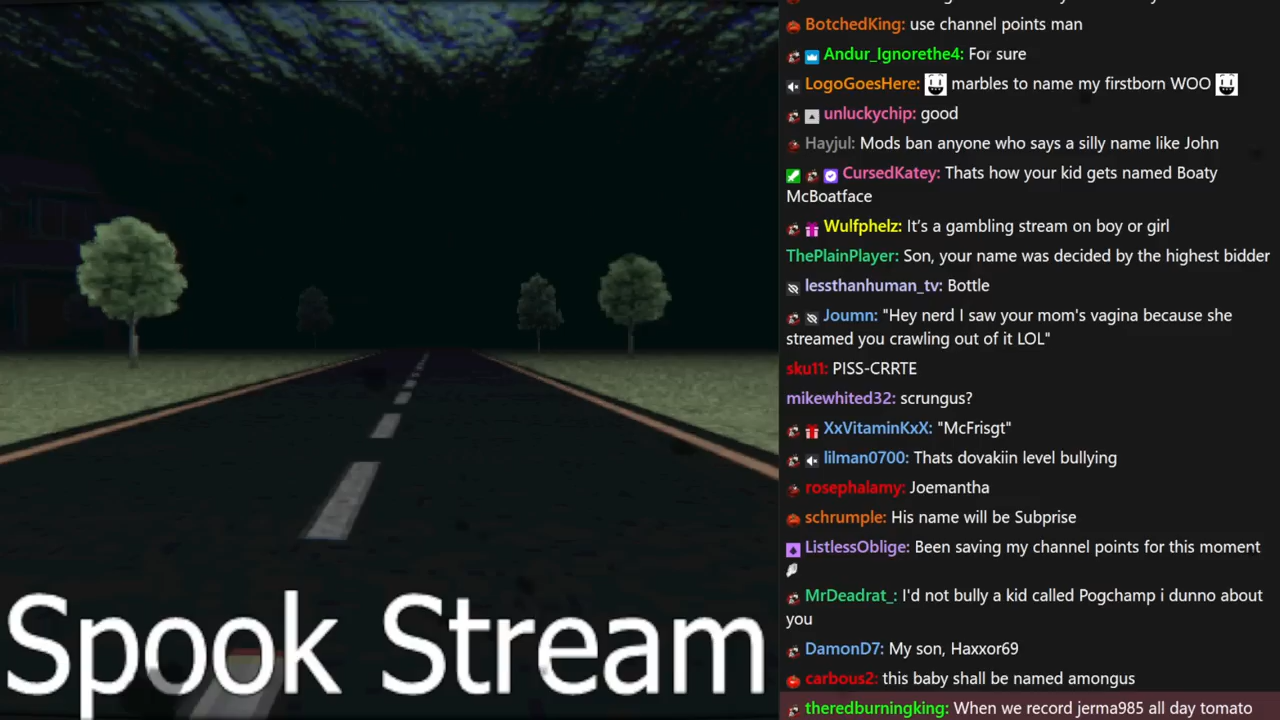 BotchedKing: use channel points man
Andur_Ignorethe4: For sure
LogoGoesHere: marbles to name my firstborn WOO
unluckychip: good
Hayjul: Mods ban anyone who says a silly name like John
CursedKatey: Thats how your kid gets named Boaty
McBoatface
Wulfphelz: It’s a gambling stream on boy or girl
ThePlainPlayer: Son, your name was decided by the highest bidder
lessthanhuman_tv: Bottle
Joumn: "Hey nerd I saw your mom's vagina because she
streamed you crawling out of it LOL"
sku11: PISS-CRRTE
mikewhited32: scrungus?
XxVitaminKxX: "McFrisgt"
lilman0700: Thats dovakiin level bullying
rosephalamy: Joemantha
schrumple: His name will be Subprise
ListlessOblige: Been saving my channel points for this moment
MrDeadrat_: I'd not bully a kid called Pogchamp i dunno about
you
DamonD7: My son, Haxxor69
carbous2: this baby shall be named amongus
theredburningking: When we record jerma985 all day tomato
Spook Stream